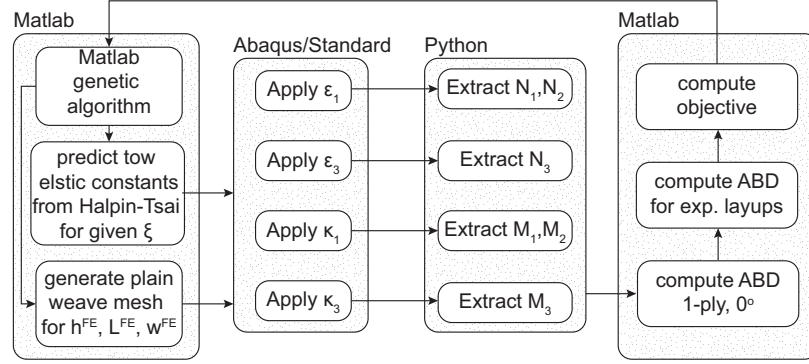 Matlab
Matlab
genetic
algorithm
predict tow
elstic constants
from Halpin-Tsai
for given ξ
generate plain
weave mesh
for hᶠᴱ, Lᶠᴱ, wᶠᴱ
Abaqus/Standard
Apply ε₁
Apply ε₃
Apply κ₁
Apply κ₃
Python
Extract N₁,N₂
Extract N₃
Extract M₁,M₂
Extract M₃
Matlab
compute
objective
compute ABD
for exp. layups
compute ABD
1-ply, 0º